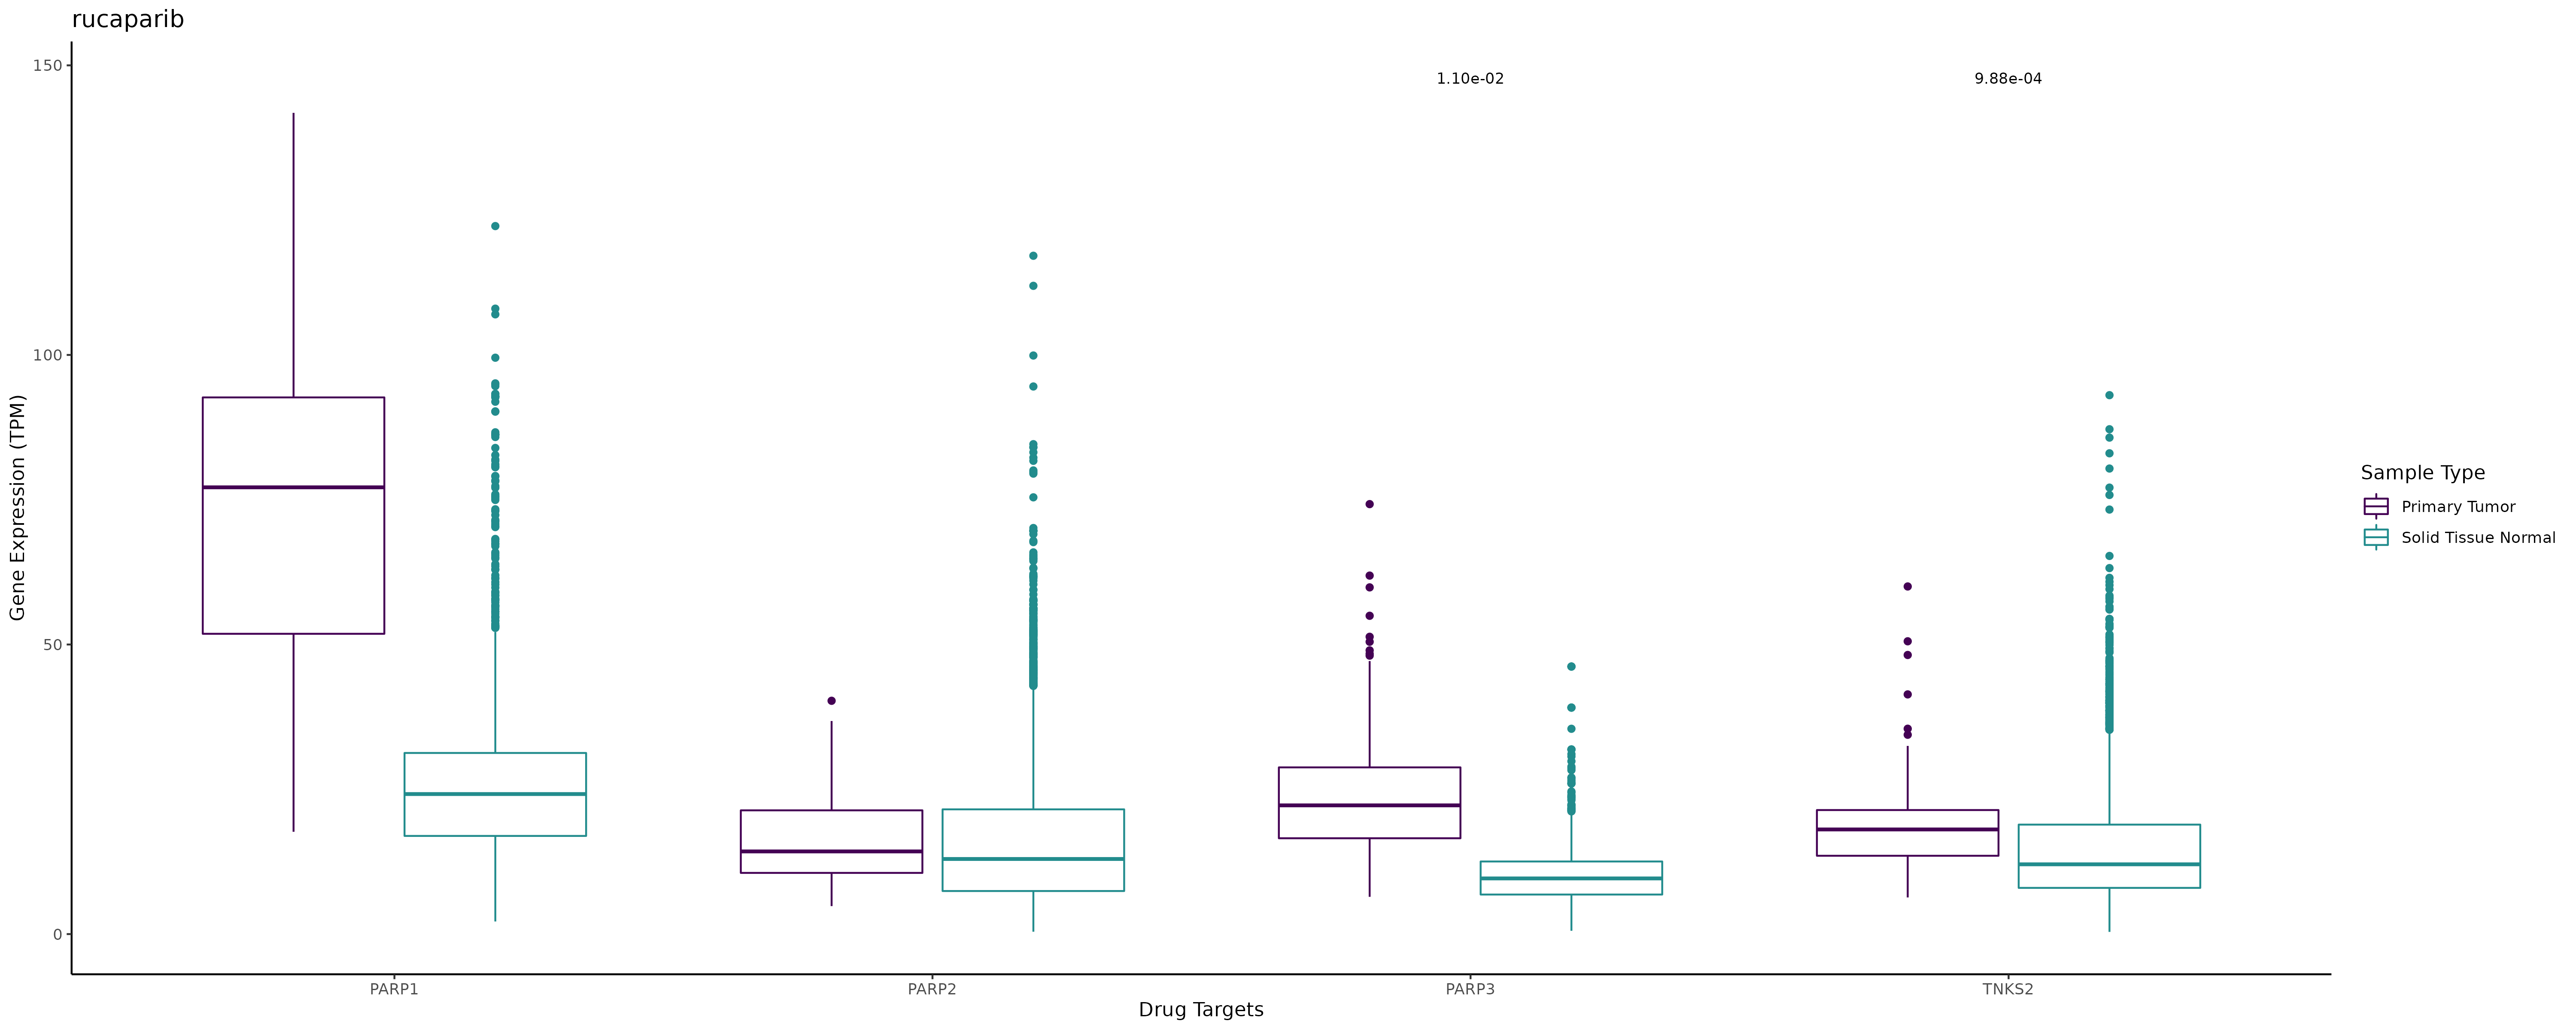 rucaparib
150
100
50
0
Gene Expression (TPM)
1.10e-02
9.88e-04
PARP1
PARP2
PARP3
TNKS2
Drug Targets
Sample Type
Primary Tumor
Solid Tissue Normal